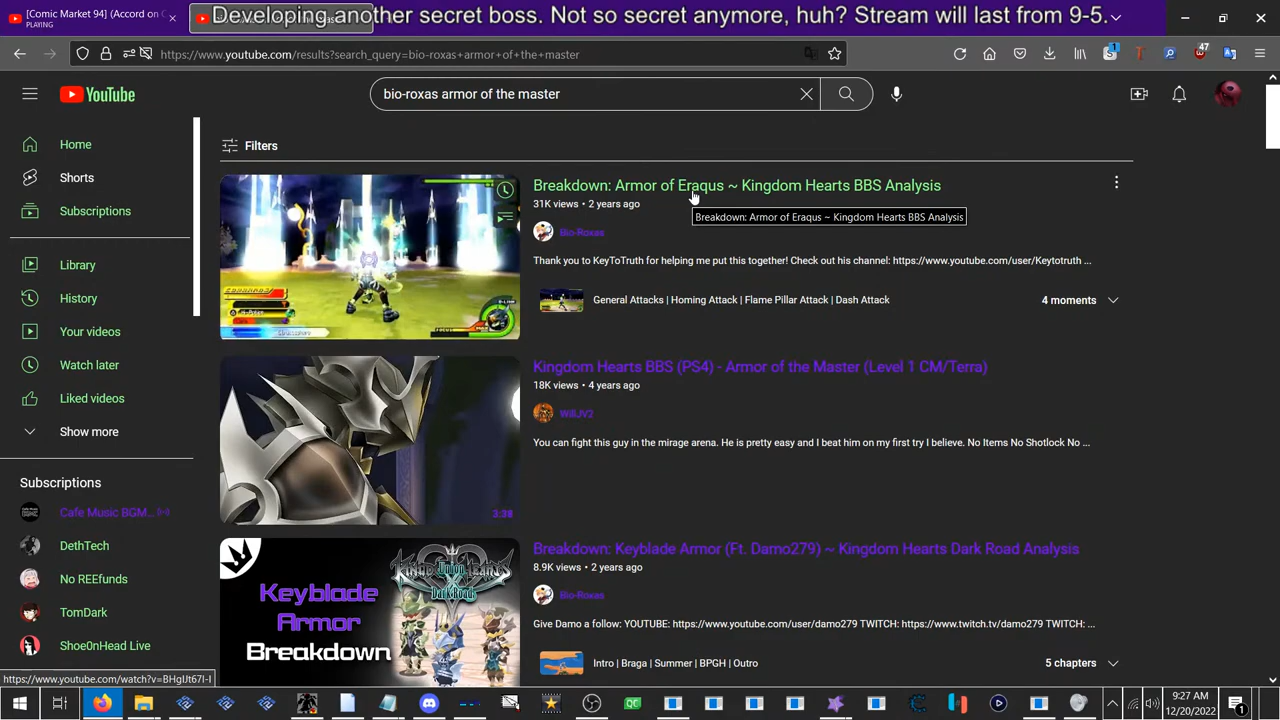 Developing another secret boss. Not so secret anymore, huh? Stream will last from 9-5.
[Comic Market 94] (Accord on C
PLAYING
https://www.youtube.com/results?search_query=bio-roxas+armor+of+the+master
1
47
YouTube
bio-roxas armor of the master
Filters
Home
Shorts
Subscriptions
Library
History
Your videos
Watch later
Liked videos
Show more
Subscriptions
Cafe Music BGM...
DethTech
No REEfunds
TomDark
Shoe0nHead Live
Breakdown: Armor of Eraqus ~ Kingdom Hearts BBS Analysis
31K views • 2 years ago
Breakdown: Armor of Eraqus ~ Kingdom Hearts BBS Analysis
Bio-Roxas
Thank you to KeyToTruth for helping me put this together! Check out his channel: https://www.youtube.com/user/Keytotruth ...
General Attacks | Homing Attack | Flame Pillar Attack | Dash Attack
4 moments
Kingdom Hearts BBS (PS4) - Armor of the Master (Level 1 CM/Terra)
18K views • 4 years ago
WillJV2
You can fight this guy in the mirage arena. He is pretty easy and I beat him on my first try I believe. No Items No Shotlock No ...
3:38
Breakdown: Keyblade Armor (Ft. Damo279) ~ Kingdom Hearts Dark Road Analysis
8.9K views • 2 years ago
Bio-Roxas
Give Damo a follow: YOUTUBE: https://www.youtube.com/user/damo279 TWITCH: https://www.twitch.tv/damo279 TWITCH: ...
Intro | Braga | Summer | BPGH | Outro
5 chapters
Keyblade
Armor
Breakdown
https://www.youtube.com/watch?v=BHgIJt67I-I
9:27 AM
12/20/2022
1